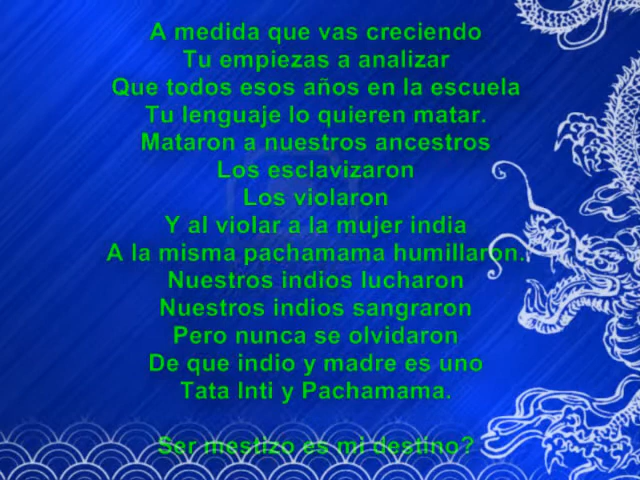 A medida que vas creciendo
Tu empiezas a analizar
Que todos esos años en la escuela
Tu lenguaje lo quieren matar.
Mataron a nuestros ancestros
Los esclavizaron
Los violaron
Y al violar a la mujer india
A la misma pachamama humillaron..
Nuestros indios lucharon
Nuestros indios sangraron
Pero nunca se olvidaron
De que indio y madre es uno
Tata Inti y Pachamama.
Ser mestizo es mi destino?